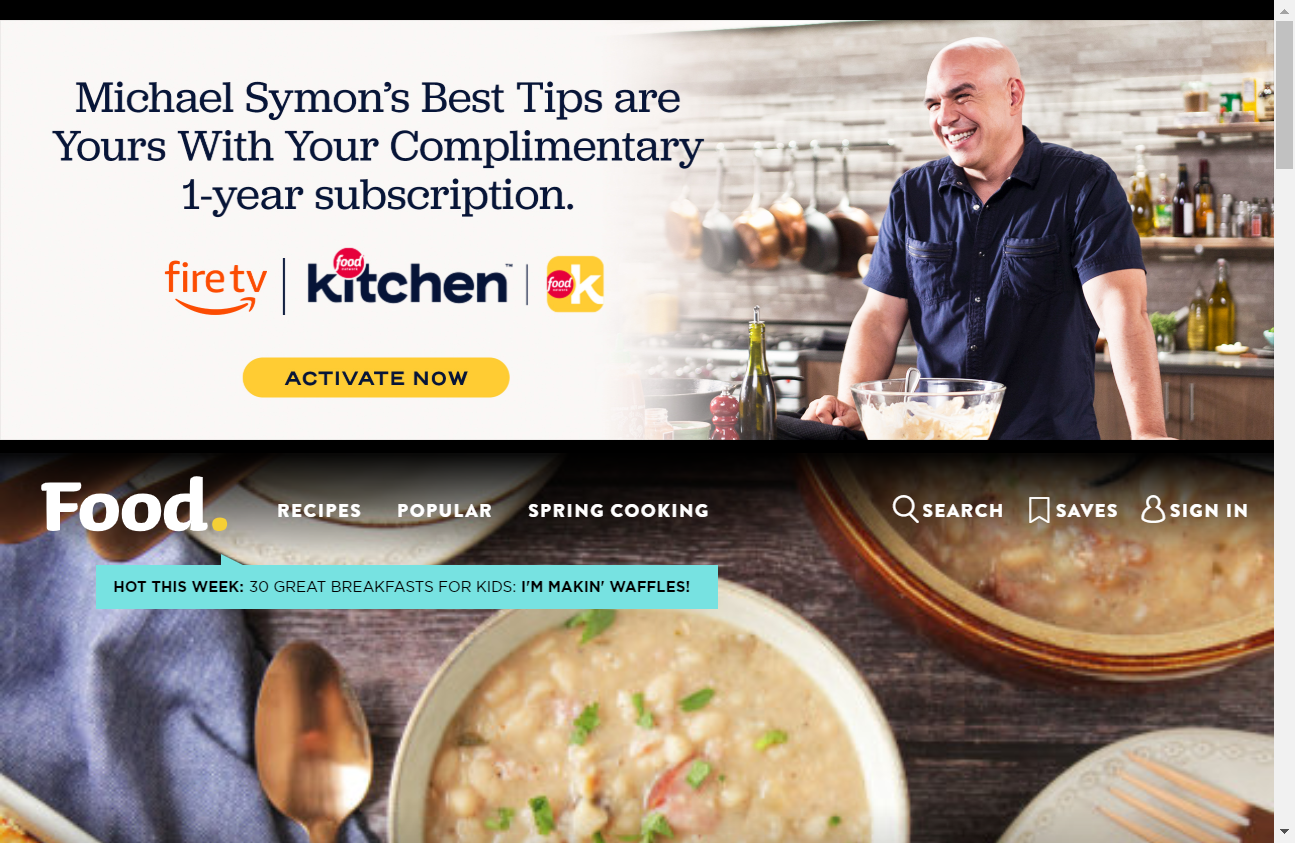 Michael Symon's Best Tips are
Yours With Your Complimentary
1-year subscription.
fire tv
food network
kitchen™
food network
k
ACTIVATE NOW
Food.
RECIPES
POPULAR
SPRING COOKING
SEARCH
SAVES
SIGN IN
HOT THIS WEEK: 30 GREAT BREAKFASTS FOR KIDS: I'M MAKIN' WAFFLES!